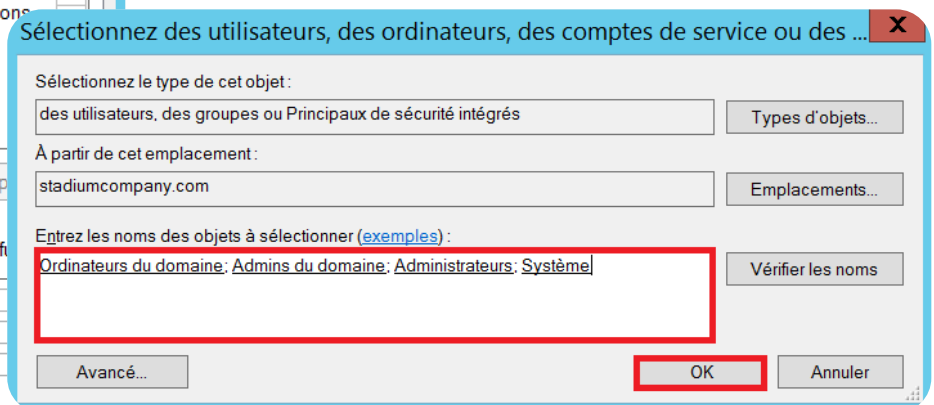 ons
Sélectionnez des utilisateurs, des ordinateurs, des comptes de service ou des ...
X
Sélectionnez le type de cet objet :
des utilisateurs, des groupes ou Principaux de sécurité intégrés
Types d'objets...
À partir de cet emplacement :
stadiumcompany.com
Emplacements...
Entrez les noms des objets à sélectionner (exemples) :
Ordinateurs du domaine; Admins du domaine; Administrateurs; Système
Vérifier les noms
Avancé...
OK
Annuler